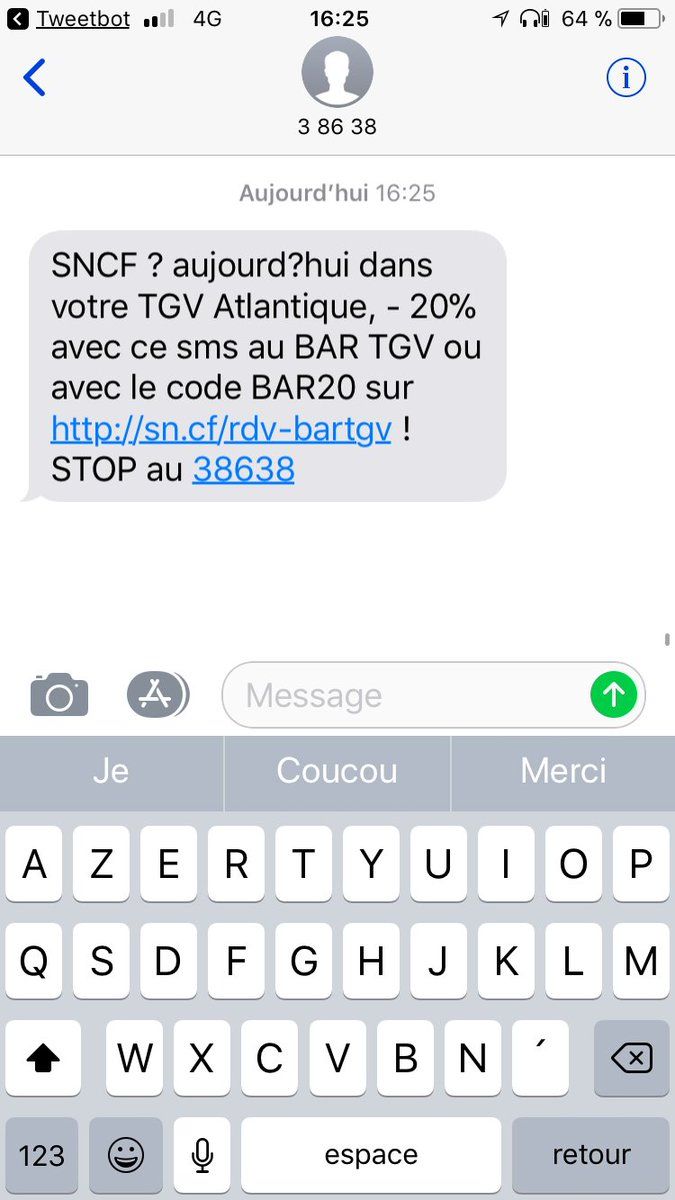 Tweetbot 4G 16:25 64 %
3 86 38
Aujourd’hui 16:25
SNCF ? aujourd?hui dans
votre TGV Atlantique, - 20%
avec ce sms au BAR TGV ou
avec le code BAR20 sur
http://sn.cf/rdv-bartgv !
STOP au 38638
Message
Je Coucou Merci
A Z E R T Y U I O P
Q S D F G H J K L M
W X C V B N ´
123 espace retour